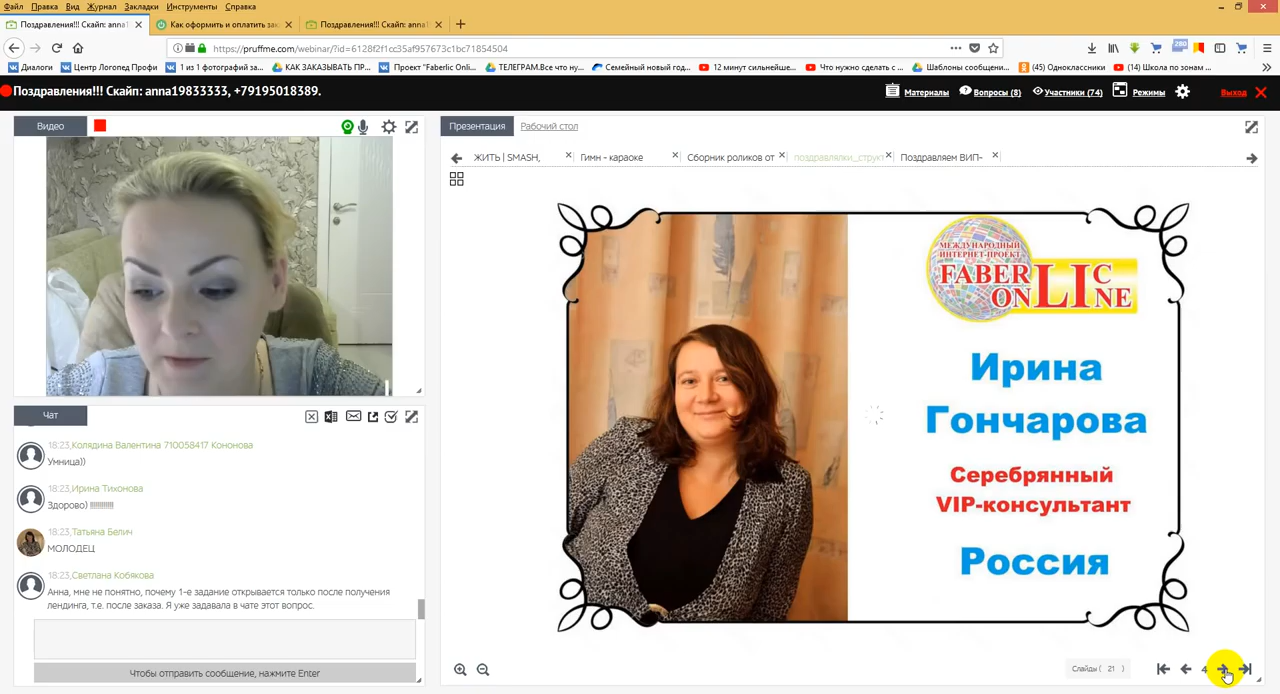 Файл Правка Вид Журнал Закладки Инструменты Справка
Поздравления!!! Скайп: anna1
Как оформить и оплатить зак
Поздравления!!! Скайп: anna1
https://pruffme.com/webinar/?id=6128f2f1cc35af957673c1bc71854504
280
Диалоги
Центр Логопед Профи
1 из 1 фотографий за...
КАК ЗАКАЗЫВАТЬ ПР...
Проект "Faberlic Onli...
ТЕЛЕГРАМ.Все что ну...
Семейный новый год...
12 минут сильнейше...
Что нужно сделать с ...
Шаблоны сообщени...
(45) Одноклассники
(14) Школа по зонам ...
Поздравления!!! Скайп: anna19833333, +79195018389.
Материалы
Вопросы (8)
Участники (74)
Режимы
Выход
Видео
Презентация
Рабочий стол
ЖИТЬ | SMASH,
Гимн - караоке
Сборник роликов от
поздравлялки_структ
Поздравляем ВИП-
МЕЖДУНАРОДНЫЙ
ИНТЕРНЕТ-ПРОЕКТ
FABERLIC
ONLINE
Ирина
Гончарова
Серебрянный
VIP-консультант
Россия
Чат
18:23,Колядина Валентина 710058417 Кононова
Умница))
18:23,Ирина Тихонова
Здорово) !!!!!!!!!!!!
18:23,Татьяна Белич
МОЛОДЕЦ
18:23,Светлана Кобякова
Анна, мне не понятно, почему 1-е задание открывается только после получения
лендинга, т.е. после заказа. Я уже задавала в чате этот вопрос.
Чтобы отправить сообщение, нажмите Enter
Слайды ( 21 )
4